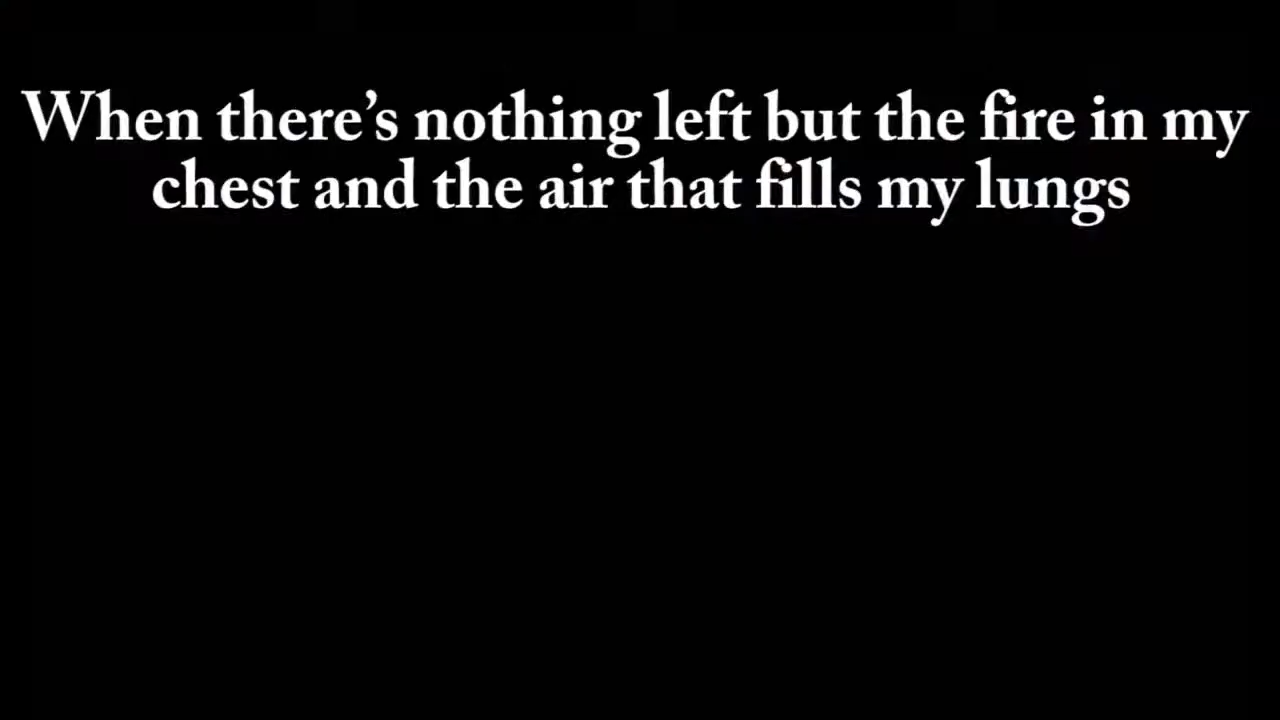 When there’s nothing left but the fire in my
chest and the air that fills my lungs